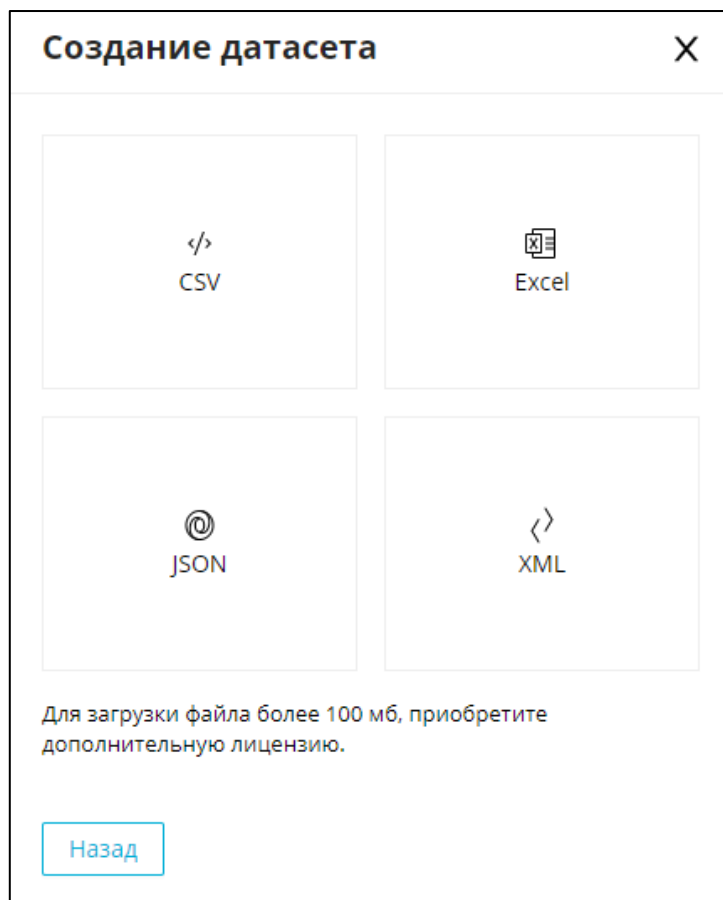 Создание датасета
CSV
Excel
JSON
XML
Для загрузки файла более 100 мб, приобретите
дополнительную лицензию.
Назад